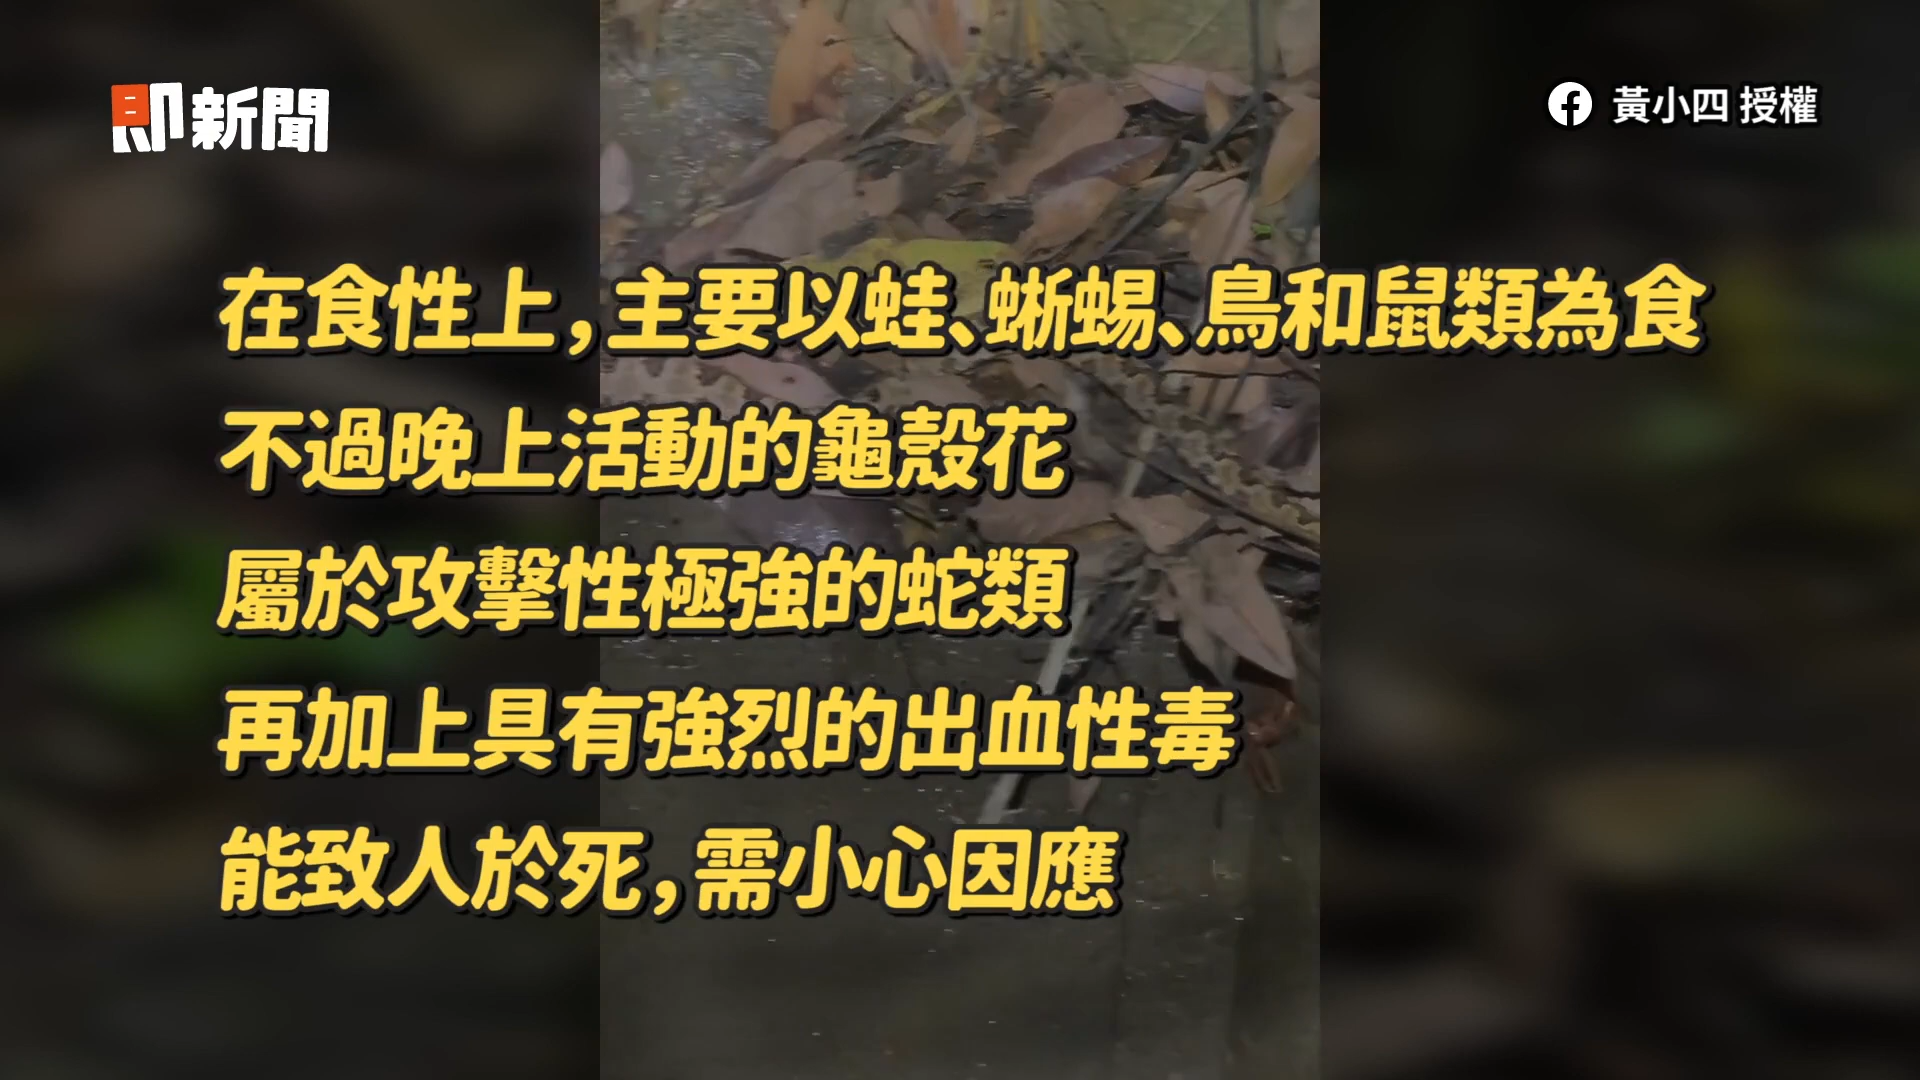 即新聞
黃小四 授權
在食性上，主要以蛙、蜥蜴、鳥和鼠類為食
不過晚上活動的龜殼花
屬於攻擊性極強的蛇類
再加上具有強烈的出血性毒
能致人於死，需小心因應